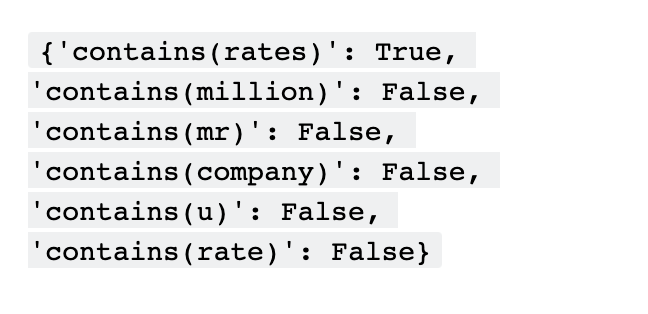 {'contains(rates)': True,
'contains(million)': False,
'contains(mr)': False,
'contains(company)': False,
'contains(u)': False,
'contains(rate)': False}